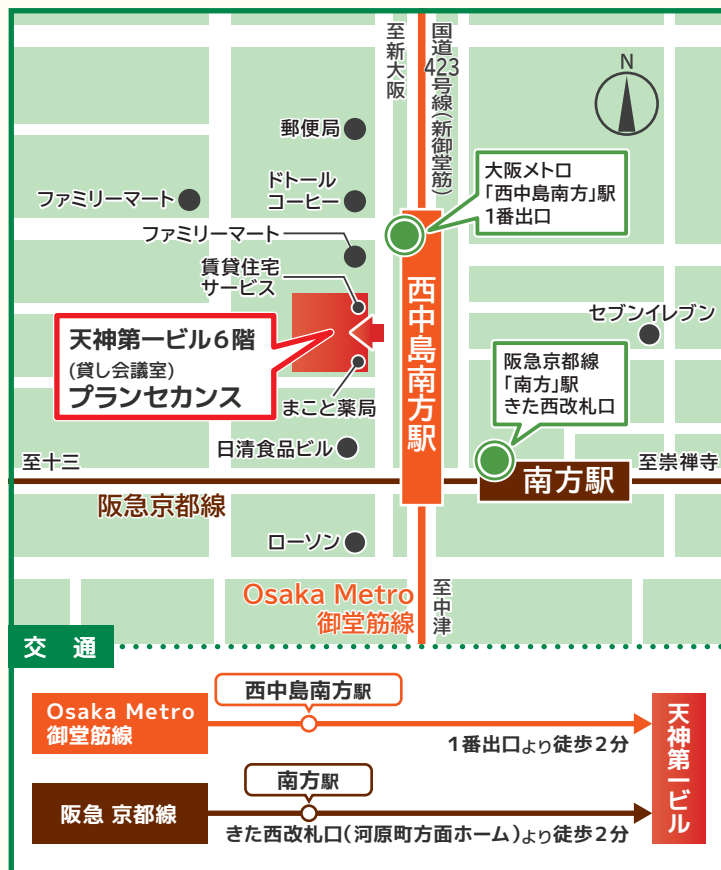 至新大阪
国道423号線(新御堂筋)
N
郵便局
大阪メトロ
「西中島南方」駅
1番出口
ドトール
コーヒー
ファミリーマート
ファミリーマート
賃貸住宅
サービス
西中島南方駅
セブンイレブン
天神第一ビル6階
(貸し会議室)
プランセカンス
阪急京都線
「南方」駅
きた西改札口
まこと薬局
日清食品ビル
至十三
至崇禅寺
南方駅
阪急京都線
ローソン
Osaka Metro
御堂筋線
至中津
交 通
Osaka Metro
御堂筋線
西中島南方駅
1番出口より徒歩2分
天神第一ビル
阪急 京都線
南方駅
きた西改札口(河原町方面ホーム)より徒歩2分